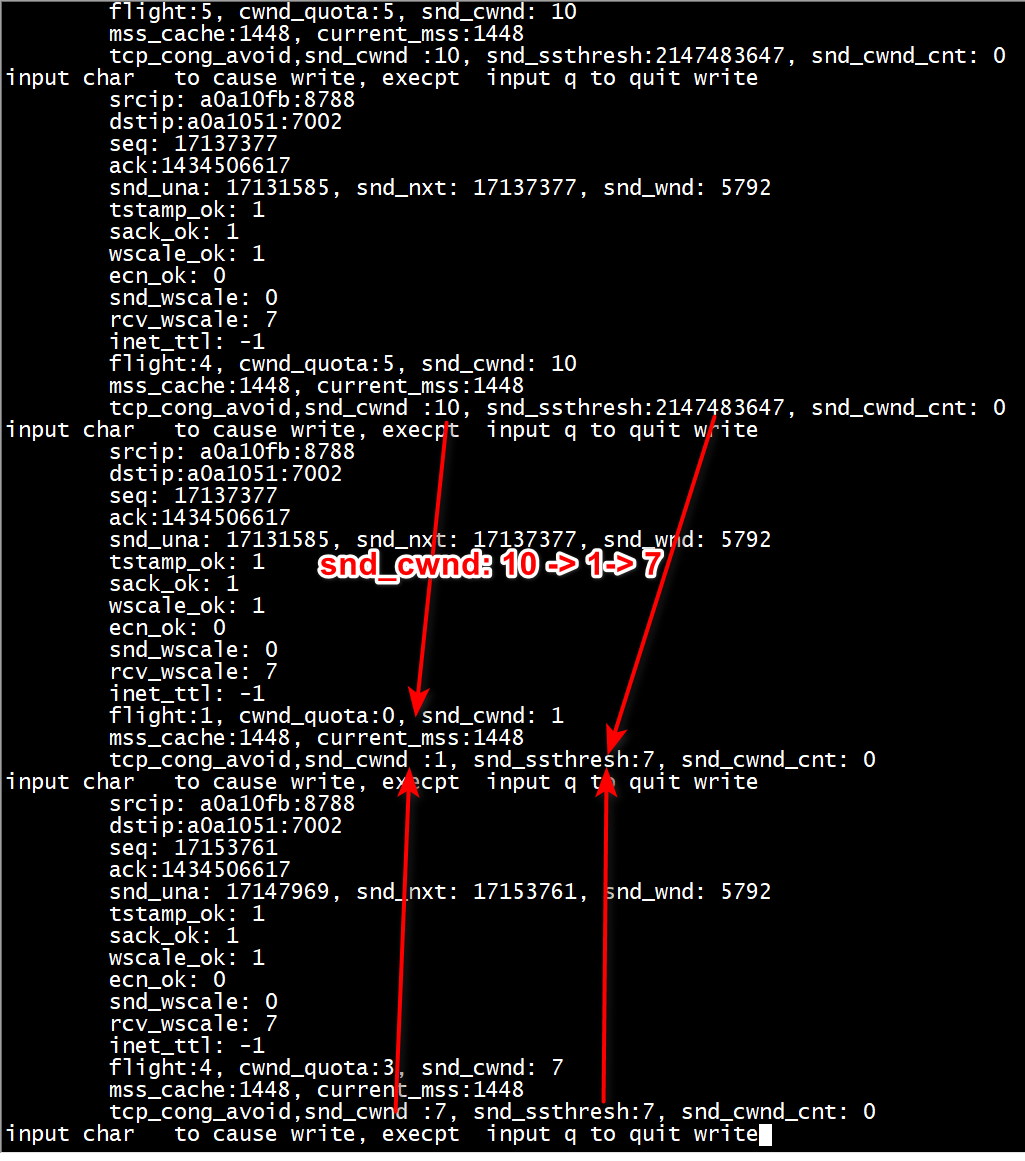 flight:5, cwnd_quota:5, snd_cwnd: 10
mss_cache:1448, current_mss:1448
tcp_cong_avoid,snd_cwnd :10, snd_ssthresh:2147483647, snd_cwnd_cnt: 0
input char   to cause write, execpt  input q to quit write
srcip: a0a10fb:8788
dstip:a0a1051:7002
seq: 17137377
ack:1434506617
snd_una: 17131585, snd_nxt: 17137377, snd_wnd: 5792
tstamp_ok: 1
sack_ok: 1
wscale_ok: 1
ecn_ok: 0
snd_wscale: 0
rcv_wscale: 7
inet_ttl: -1
flight:4, cwnd_quota:5, snd_cwnd: 10
mss_cache:1448, current_mss:1448
tcp_cong_avoid,snd_cwnd :10, snd_ssthresh:2147483647, snd_cwnd_cnt: 0
input char   to cause write, execpt  input q to quit write
srcip: a0a10fb:8788
dstip:a0a1051:7002
seq: 17137377
ack:1434506617
snd_una: 17131585, snd_nxt: 17137377, snd_wnd: 5792
snd_cwnd: 10 -> 1-> 7
tstamp_ok: 1
sack_ok: 1
wscale_ok: 1
ecn_ok: 0
snd_wscale: 0
rcv_wscale: 7
inet_ttl: -1
flight:1, cwnd_quota:0, snd_cwnd: 1
mss_cache:1448, current_mss:1448
tcp_cong_avoid,snd_cwnd :1, snd_ssthresh:7, snd_cwnd_cnt: 0
input char   to cause write, execpt  input q to quit write
srcip: a0a10fb:8788
dstip:a0a1051:7002
seq: 17153761
ack:1434506617
snd_una: 17147969, snd_nxt: 17153761, snd_wnd: 5792
tstamp_ok: 1
sack_ok: 1
wscale_ok: 1
ecn_ok: 0
snd_wscale: 0
rcv_wscale: 7
inet_ttl: -1
flight:4, cwnd_quota:3, snd_cwnd: 7
mss_cache:1448, current_mss:1448
tcp_cong_avoid,snd_cwnd :7, snd_ssthresh:7, snd_cwnd_cnt: 0
input char   to cause write, execpt  input q to quit write